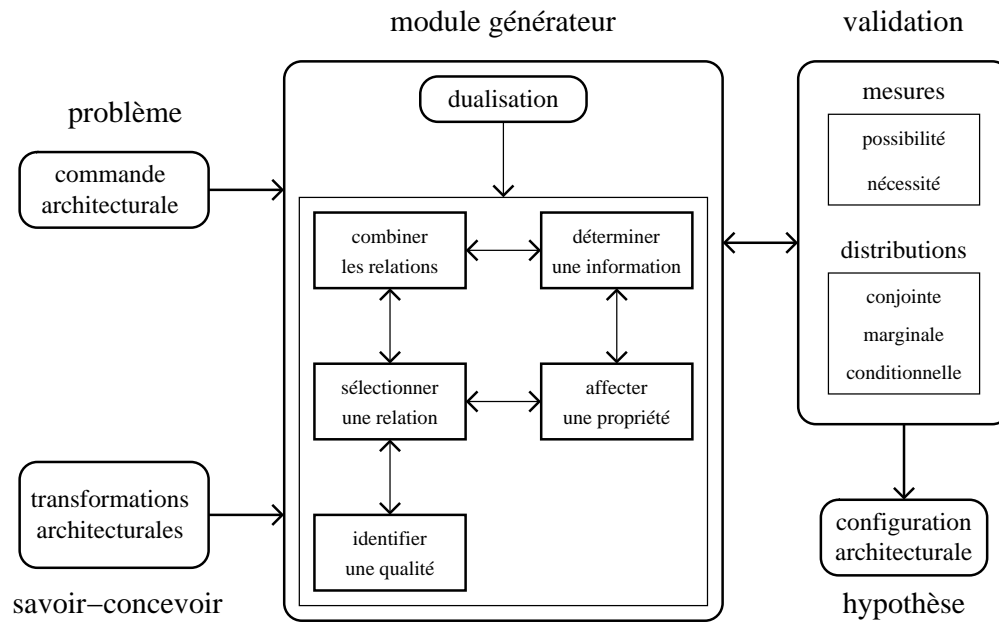 module générateur
validation
dualisation
mesures
possibilité
nécessité
problème
commande
architecturale
combiner
les relations
déterminer
une information
distributions
conjointe
marginale
conditionnelle
sélectionner
une relation
affecter
une propriété
transformations
architecturales
identifier
une qualité
configuration
architecturale
savoir−concevoir
hypothèse